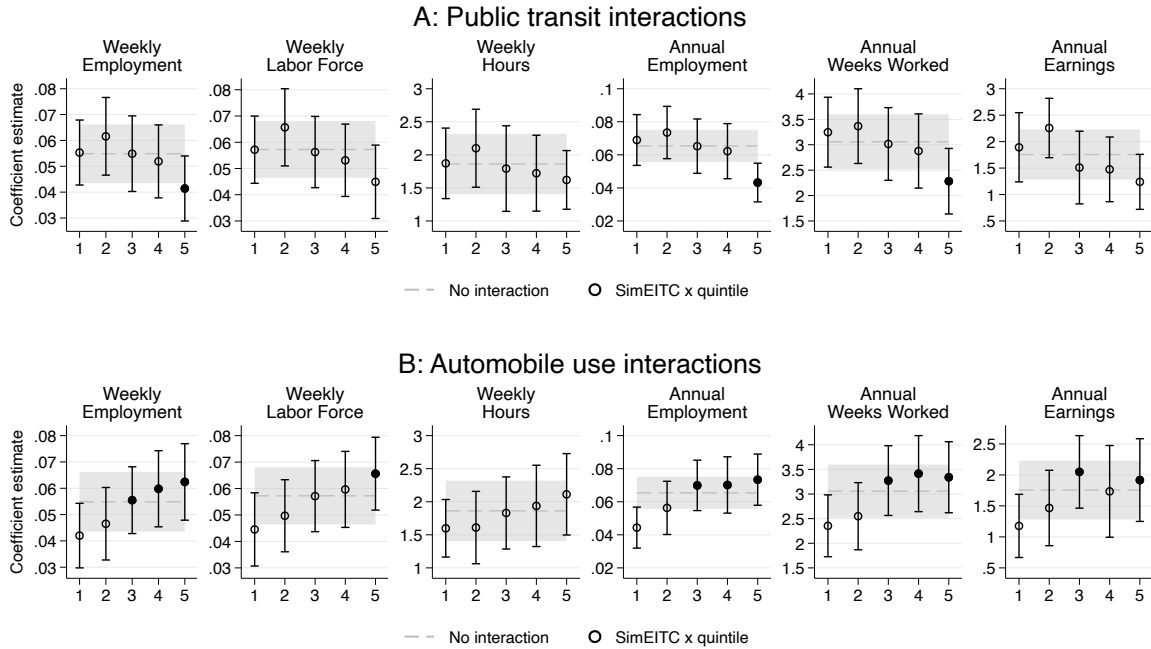 A: Public transit interactions
Weekly Employment
Weekly Labor Force
Weekly Hours
Annual Employment
Annual Weeks Worked
Annual Earnings
Coefficient estimate
.08
.07
.06
.05
.04
.03
1 2 3 4 5
.08
.07
.06
.05
.04
.03
1 2 3 4 5
3
2.5
2
1.5
1
1 2 3 4 5
.1
.08
.06
.04
.02
1 2 3 4 5
4
3.5
3
2.5
2
1.5
1 2 3 4 5
3
2.5
2
1.5
1
.5
1 2 3 4 5
No interaction SimEITC x quintile
B: Automobile use interactions
Weekly Employment
Weekly Labor Force
Weekly Hours
Annual Employment
Annual Weeks Worked
Annual Earnings
Coefficient estimate
.08
.07
.06
.05
.04
.03
1 2 3 4 5
.08
.07
.06
.05
.04
.03
1 2 3 4 5
3
2.5
2
1.5
1
1 2 3 4 5
.1
.08
.06
.04
.02
1 2 3 4 5
4
3.5
3
2.5
2
1.5
1 2 3 4 5
2.5
2
1.5
1
.5
1 2 3 4 5
No interaction SimEITC x quintile